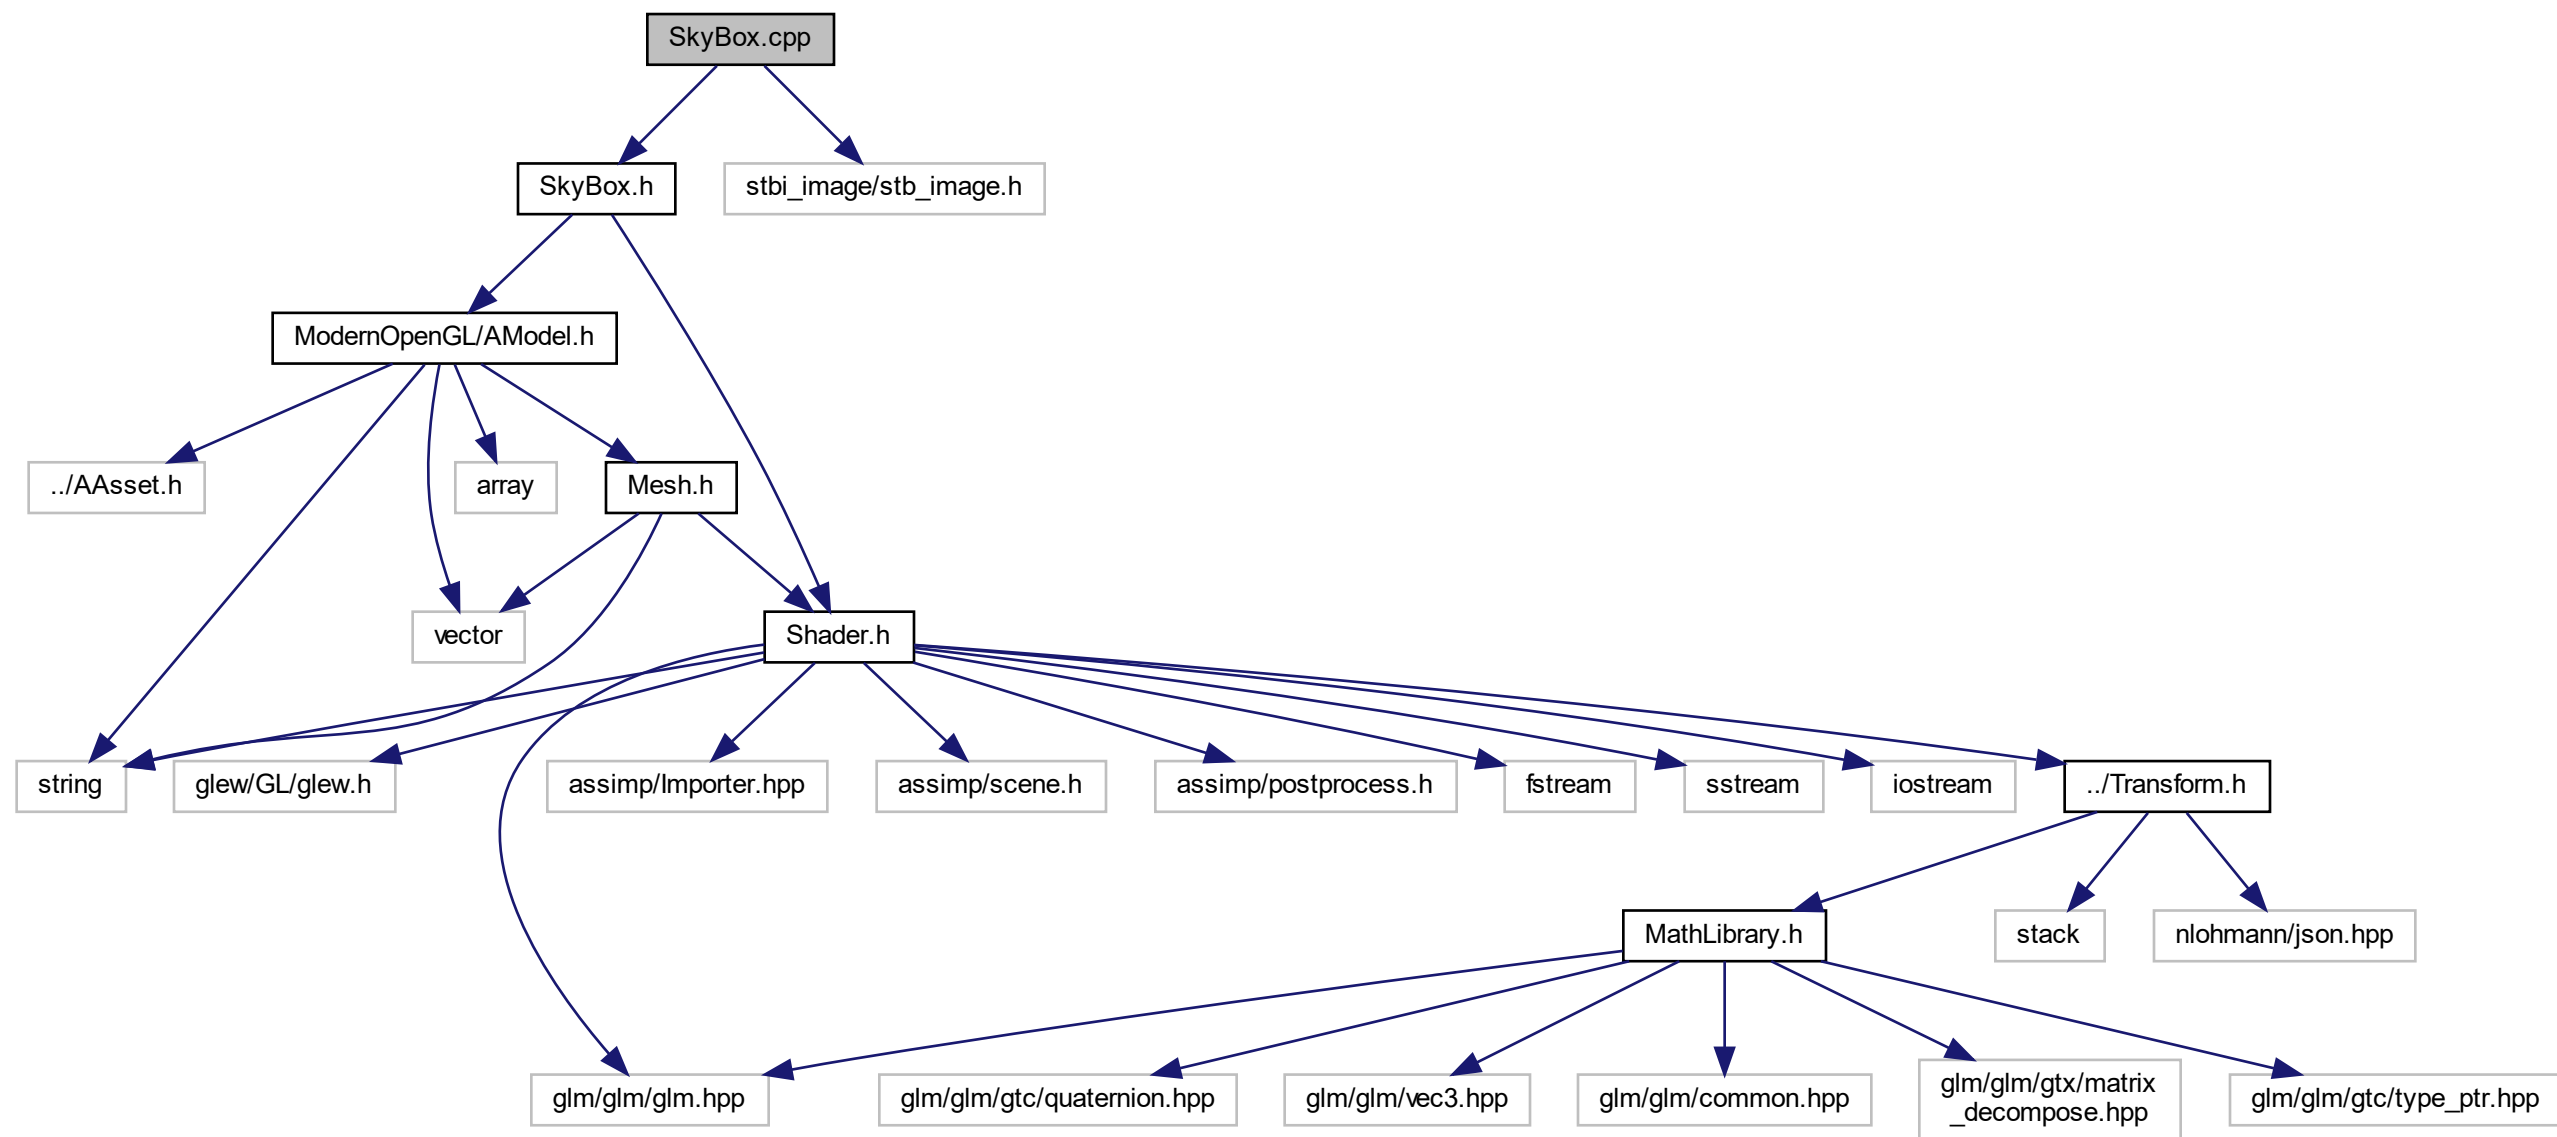 SkyBox.cpp
SkyBox.h
stbi_image/stb_image.h
ModernOpenGL/AModel.h
../AAsset.h
array
Mesh.h
vector
Shader.h
string
glew/GL/glew.h
assimp/Importer.hpp
assimp/scene.h
assimp/postprocess.h
fstream
sstream
iostream
../Transform.h
MathLibrary.h
stack
nlohmann/json.hpp
glm/glm/glm.hpp
glm/glm/gtc/quaternion.hpp
glm/glm/vec3.hpp
glm/glm/common.hpp
glm/glm/gtx/matrix
_decompose.hpp
glm/glm/gtc/type_ptr.hpp